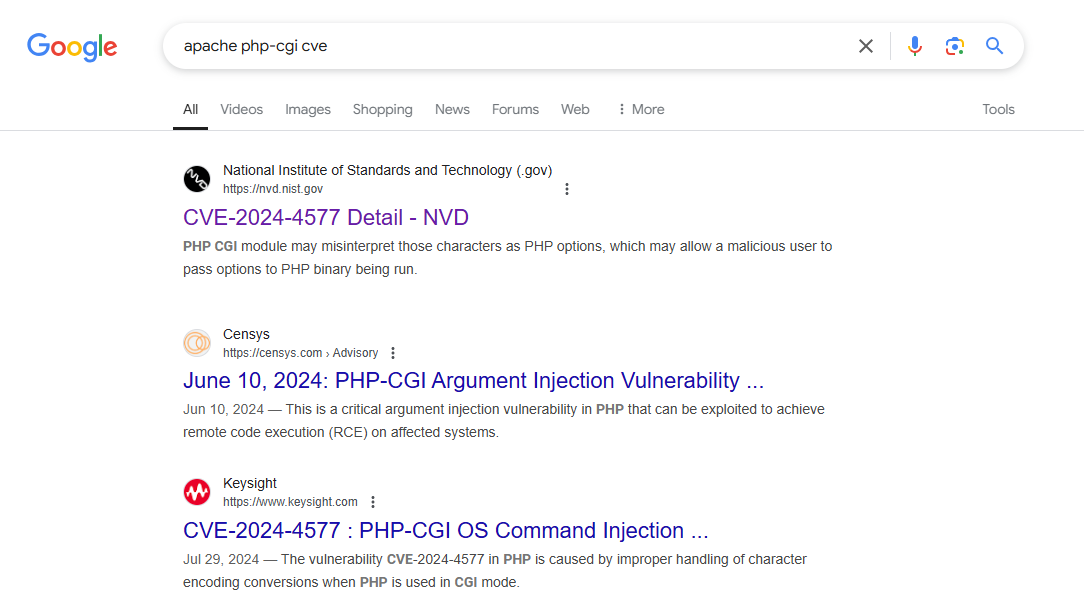 Google
apache php-cgi cve
All Videos Images Shopping News Forums Web More Tools
National Institute of Standards and Technology (.gov)
https://nvd.nist.gov
CVE-2024-4577 Detail - NVD
PHP CGI module may misinterpret those characters as PHP options, which may allow a malicious user to
pass options to PHP binary being run.
Censys
https://censys.com › Advisory
June 10, 2024: PHP-CGI Argument Injection Vulnerability ...
Jun 10, 2024 — This is a critical argument injection vulnerability in PHP that can be exploited to achieve
remote code execution (RCE) on affected systems.
Keysight
https://www.keysight.com
CVE-2024-4577 : PHP-CGI OS Command Injection ...
Jul 29, 2024 — The vulnerability CVE-2024-4577 in PHP is caused by improper handling of character
encoding conversions when PHP is used in CGI mode.